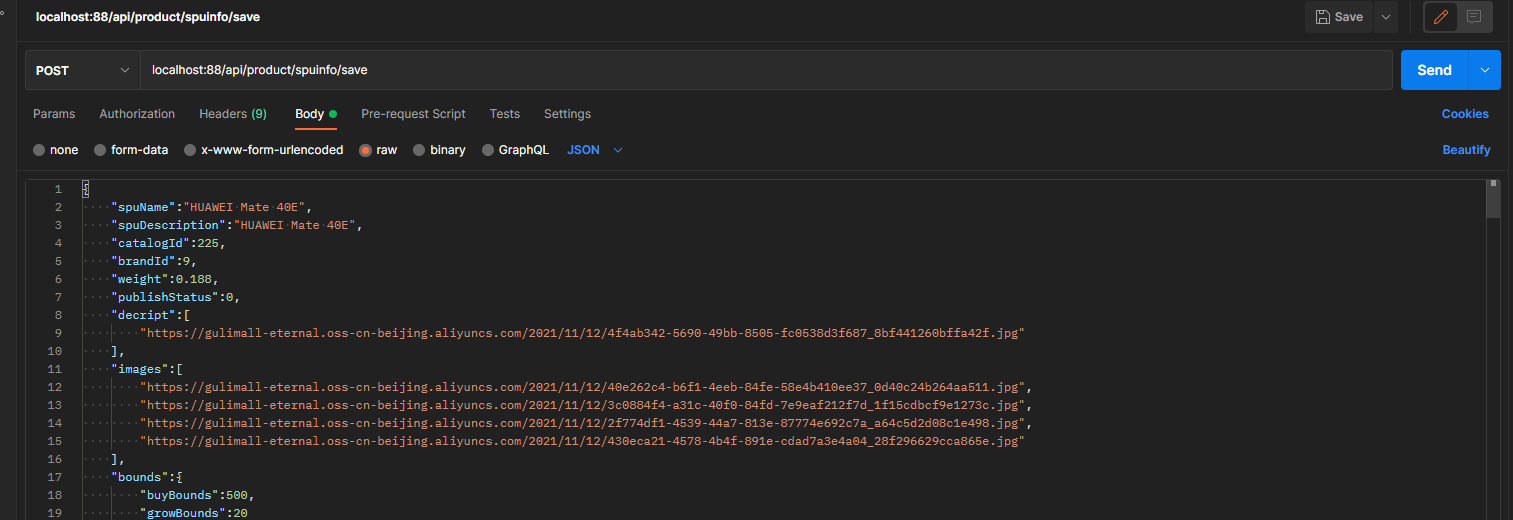 localhost:88/api/product/spuinfo/save
Save
POST
localhost:88/api/product/spuinfo/save
Send
Params Authorization Headers (9) Body Pre-request Script Tests Settings Cookies
none form-data x-www-form-urlencoded raw binary GraphQL JSON Beautify
1 {
2 "spuName":"HUAWEI Mate 40E",
3 "spuDescription":"HUAWEI Mate 40E",
4 "catalogId":225,
5 "brandId":9,
6 "weight":0.188,
7 "publishStatus":0,
8 "decript":[
9 "https://gulimall-eternal.oss-cn-beijing.aliyuncs.com/2021/11/12/4f4ab342-5690-49bb-8505-fc0538d3f687_8bf441260bffa42f.jpg"
10 ],
11 "images":[
12 "https://gulimall-eternal.oss-cn-beijing.aliyuncs.com/2021/11/12/40e262c4-b6f1-4eeb-84fe-58e4b410ee37_0d40c24b264aa511.jpg",
13 "https://gulimall-eternal.oss-cn-beijing.aliyuncs.com/2021/11/12/3c0884f4-a31c-40f0-84fd-7e9eaf212f7d_1f15cdbcf9e1273c.jpg",
14 "https://gulimall-eternal.oss-cn-beijing.aliyuncs.com/2021/11/12/2f774df1-4539-44a7-813e-87774e692c7a_a64c5d2d08c1e498.jpg",
15 "https://gulimall-eternal.oss-cn-beijing.aliyuncs.com/2021/11/12/430eca21-4578-4b4f-891e-cdad7a3e4a04_28f296629cca865e.jpg"
16 ],
17 "bounds":{
18 "buyBounds":500,
19 "growBounds":20